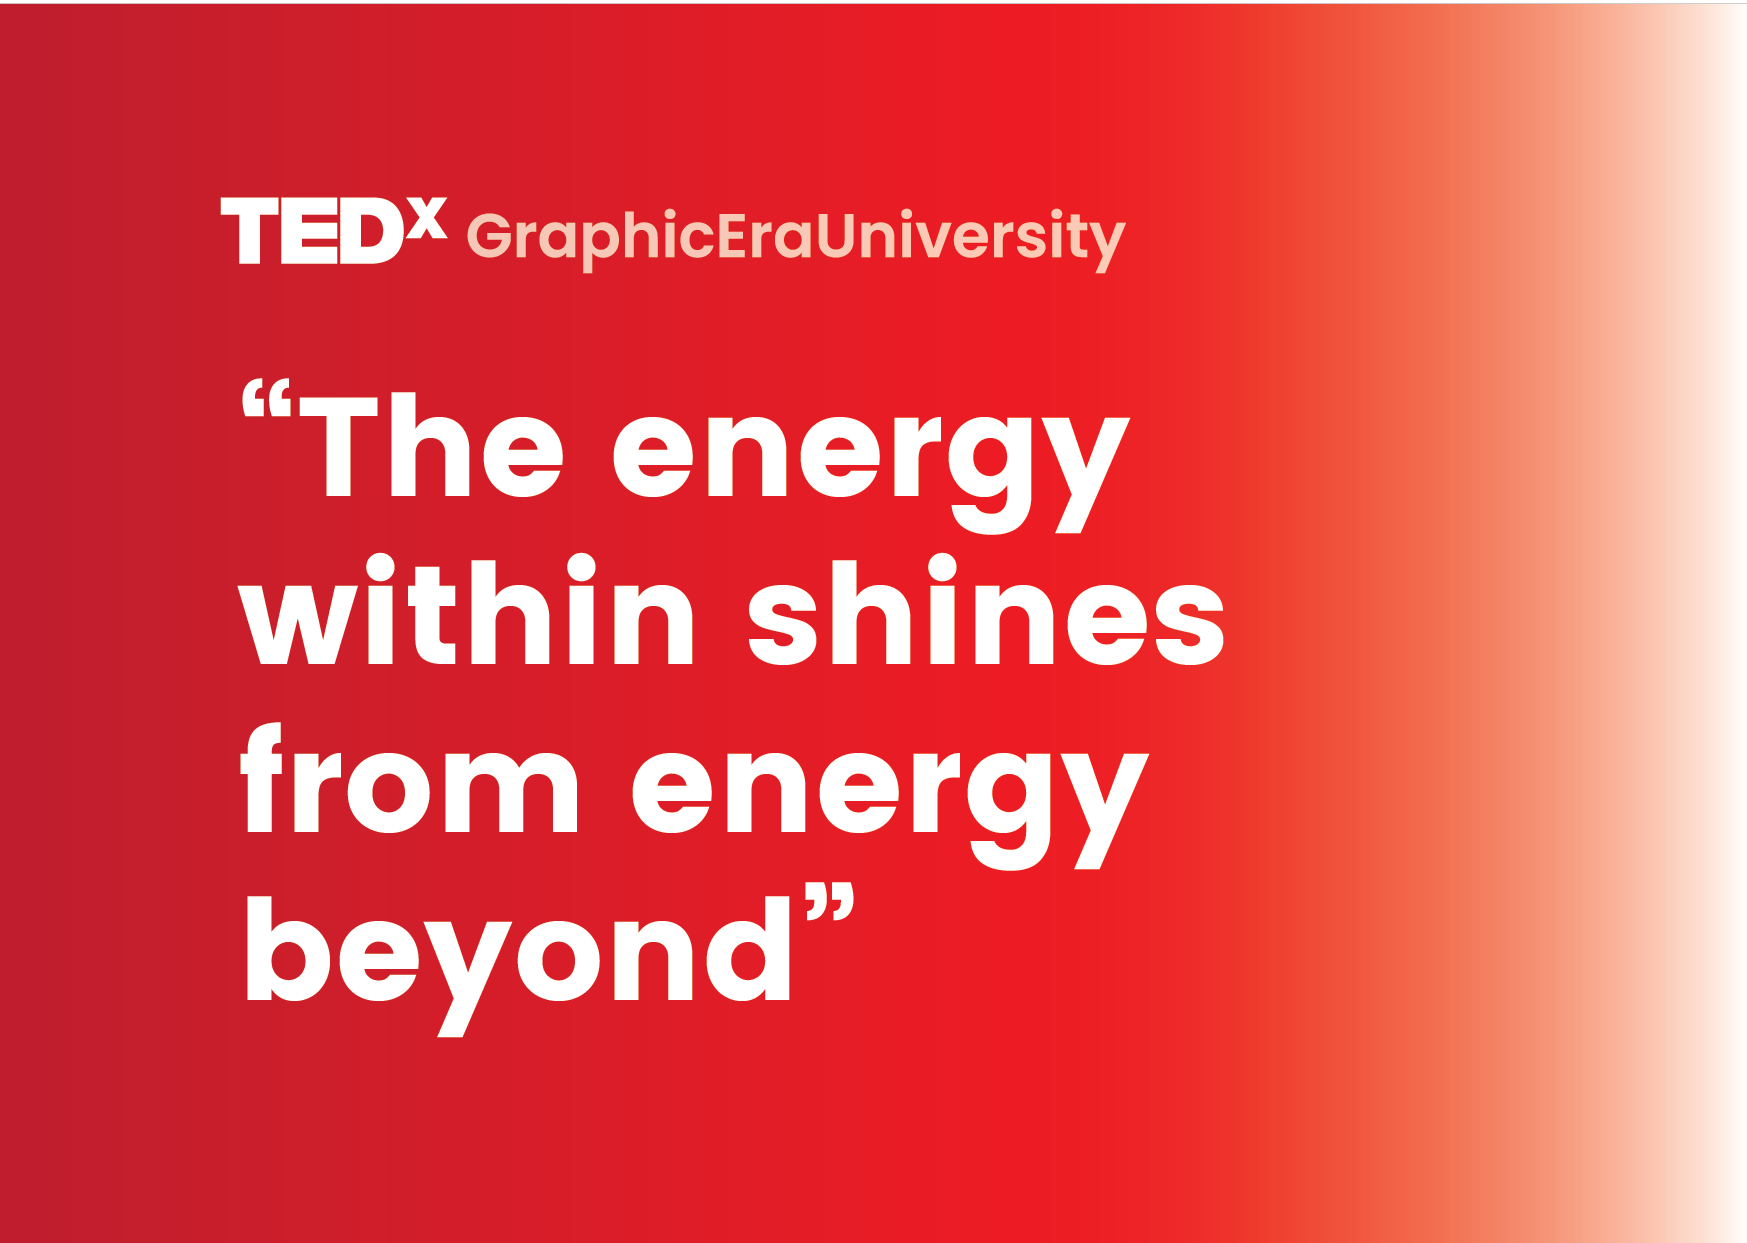 TEDx GraphicEraUniversity
“The energy
within shines
from energy
beyond”